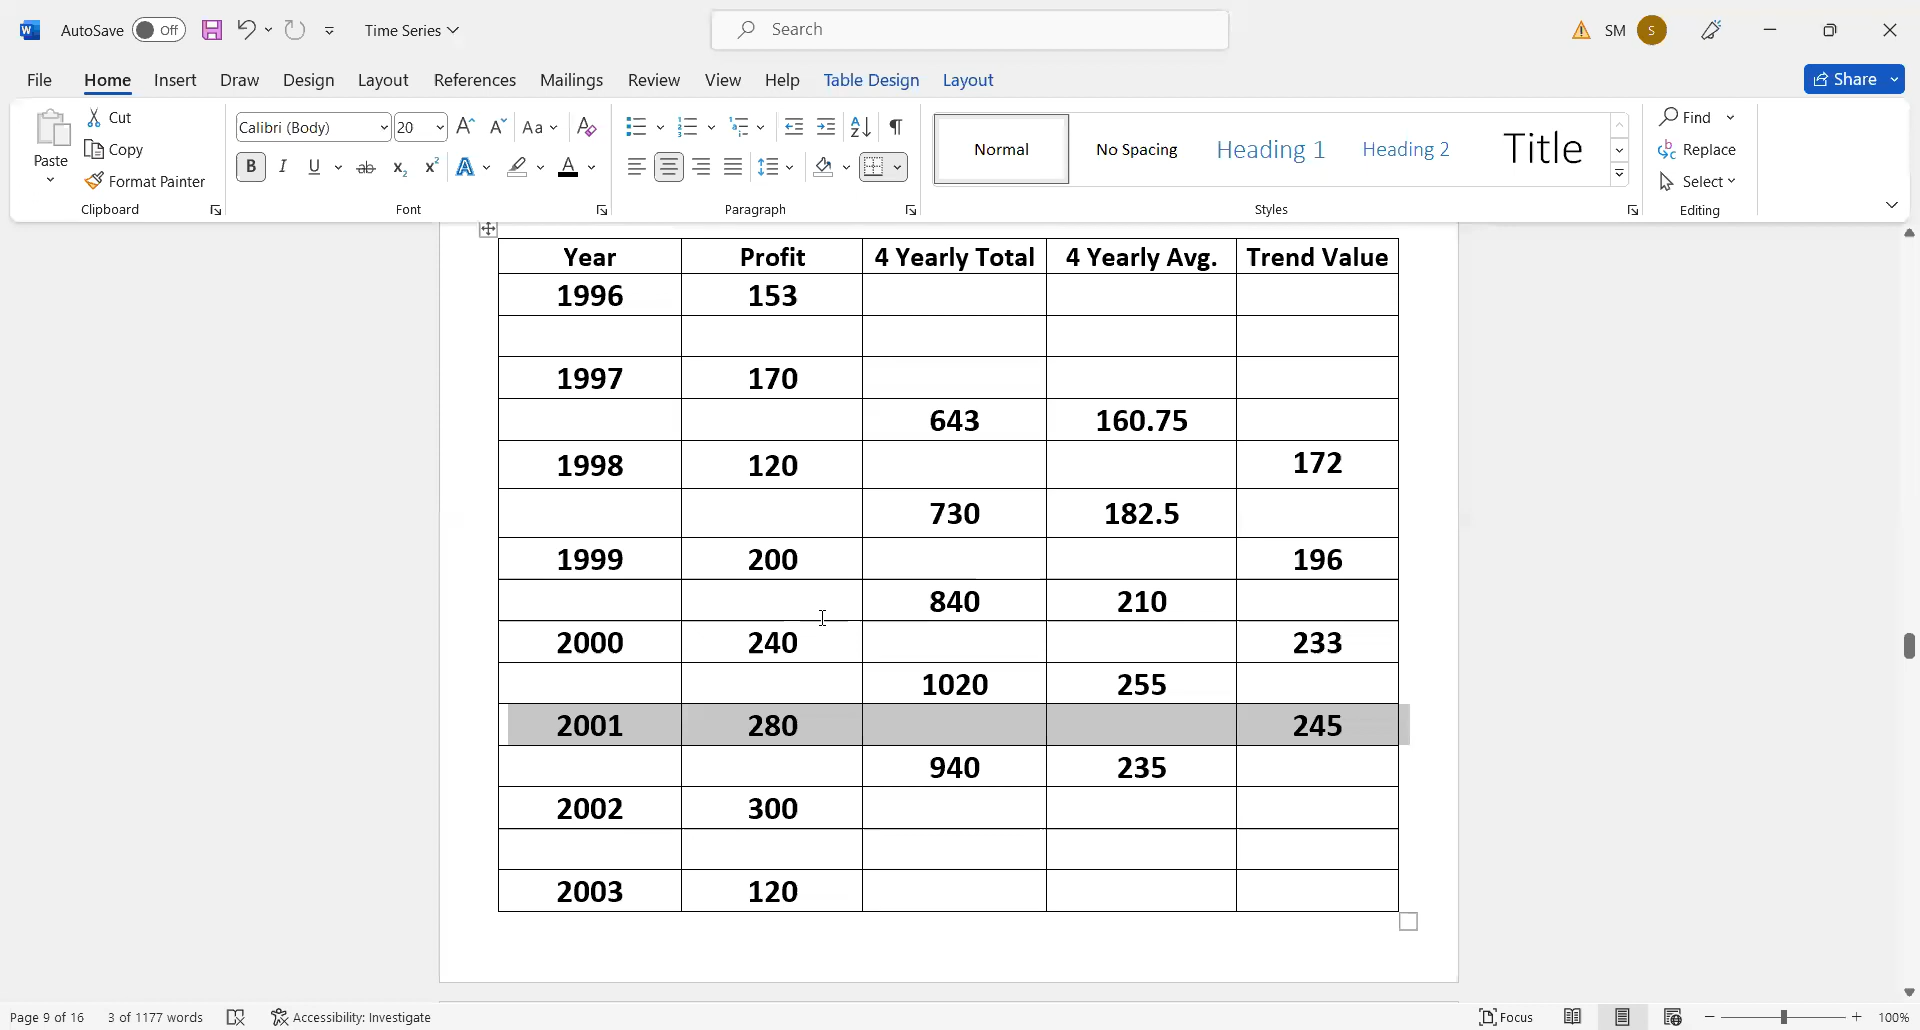 AutoSave Off Time Series Search SM S
File Home Insert Draw Design Layout References Mailings Review View Help Table Design Layout Share
Paste Cut Copy Format Painter Clipboard
Calibri (Body) 20 Aa B I U ab x₂ x² A A Font
Paragraph
Normal No Spacing Heading 1 Heading 2 Title Styles
Find Replace Select Editing
Year Profit 4 Yearly Total 4 Yearly Avg. Trend Value
1996 153
1997 170
643 160.75
1998 120 172
730 182.5
1999 200 196
840 210
2000 240 233
1020 255
2001 280 245
940 235
2002 300
2003 120
Page 9 of 16 3 of 1177 words Accessibility: Investigate Focus 100%